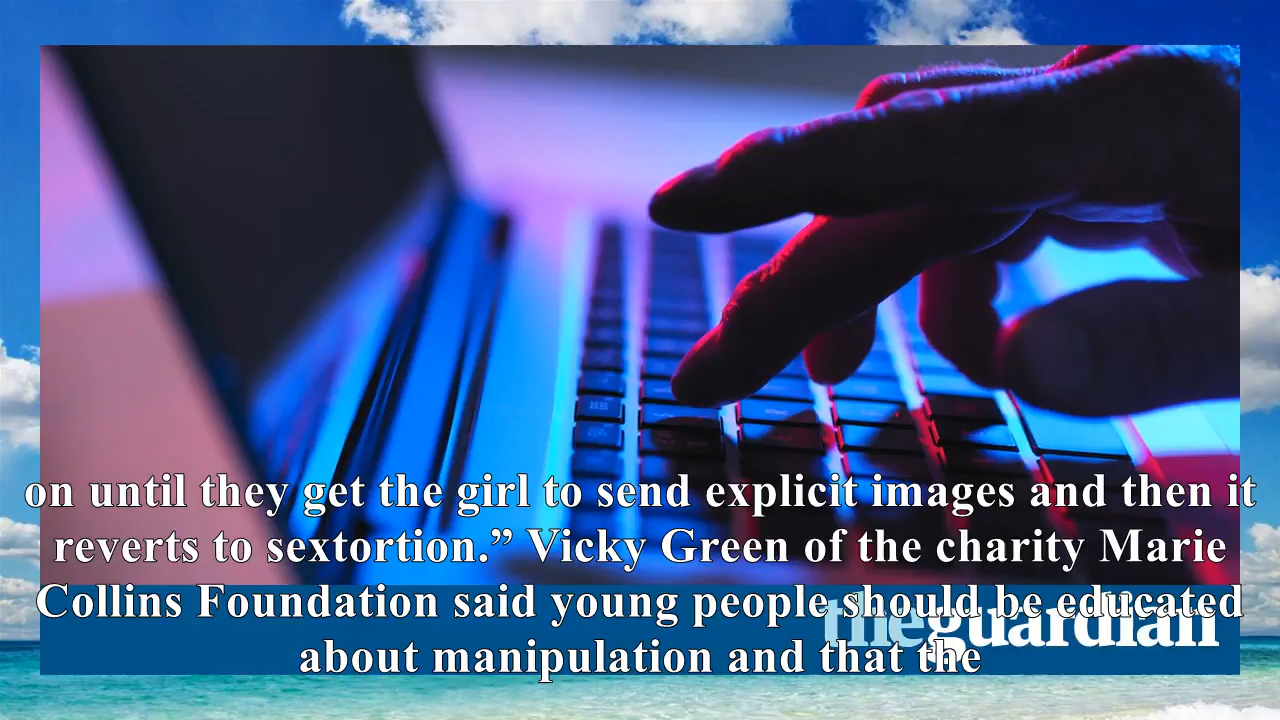 on until they get the girl to send explicit images and then it
reverts to sextortion.” Vicky Green of the charity Marie
Collins Foundation said young people should be educated
about manipulation and that the
theguardian